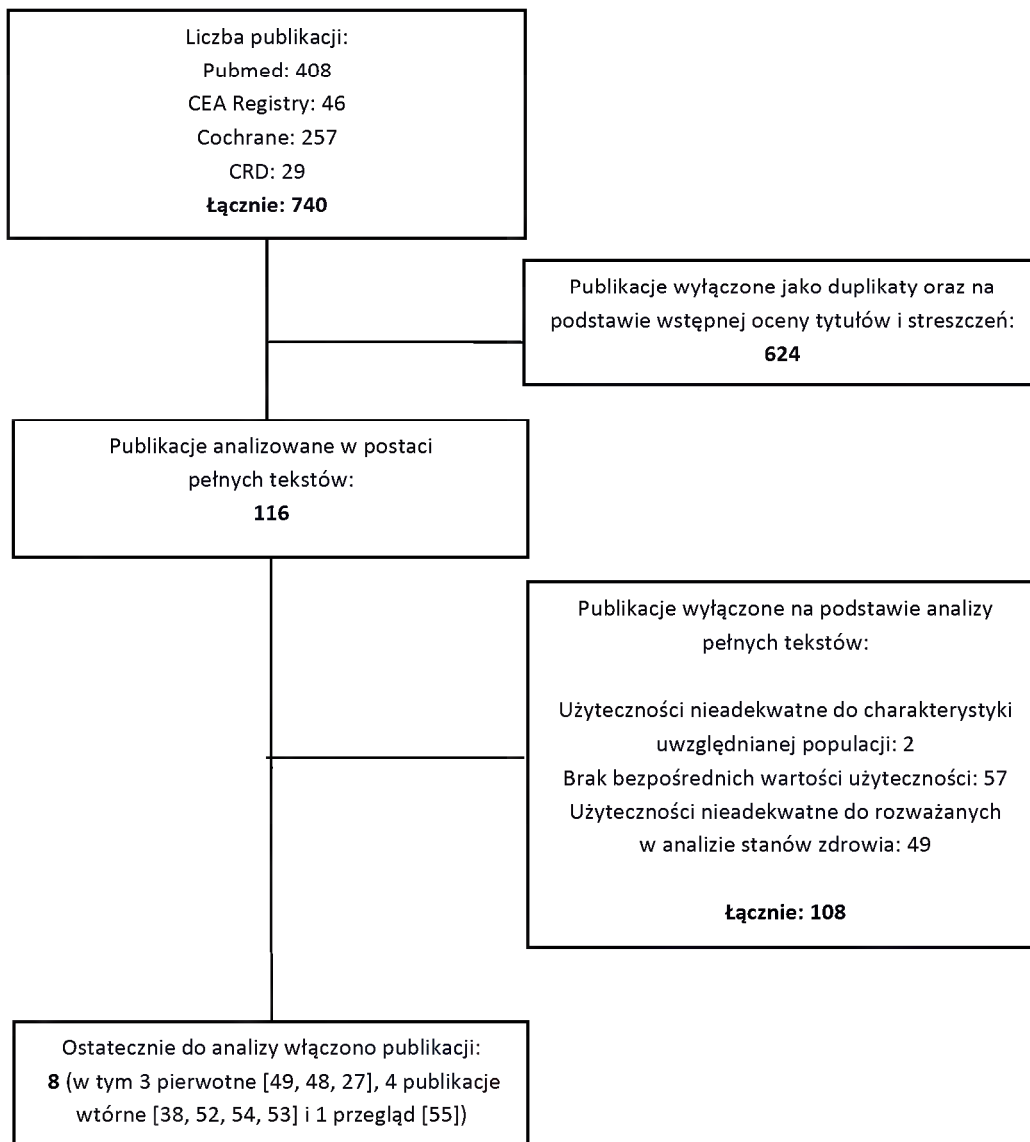 Liczba publikacji:
Pubmed: 408
CEA Registry: 46
Cochrane: 257
CRD: 29
Łącznie: 740
Publikacje wyłączone jako duplikaty oraz na
podstawie wstępnej oceny tytułów i streszczeń:
624
Publikacje analizowane w postaci
pełnych tekstów:
116
Publikacje wyłączone na podstawie analizy
pełnych tekstów:
Użyteczności nieadekwatne do charakterystyki
uwzględnianej populacji: 2
Brak bezpośrednich wartości użyteczności: 57
Użyteczności nieadekwatne do rozważanych
w analizie stanów zdrowia: 49
Łącznie: 108
Ostatecznie do analizy włączono publikacji:
8 (w tym 3 pierwotne [49, 48, 27], 4 publikacje
wtórne [38, 52, 54, 53] i 1 przegląd [55])